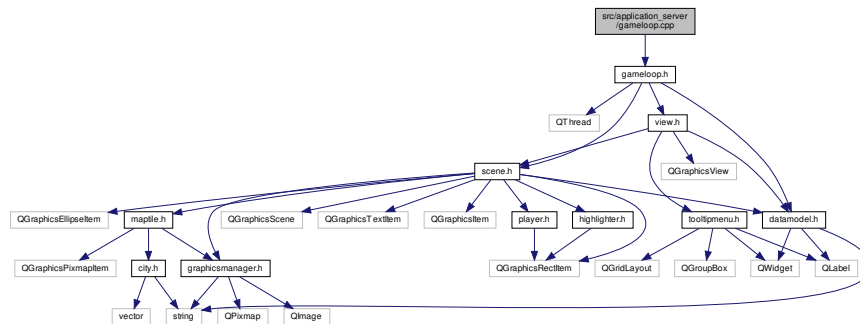 src/application_server
/gameloop.cpp
gameloop.h
QThread
view.h
scene.h
QGraphicsView
QGraphicsEllipseItem
maptile.h
QGraphicsScene
QGraphicsTextItem
QGraphicsItem
player.h
highlighter.h
tooltipmenu.h
datamodel.h
QGraphicsPixmapItem
city.h
graphicsmanager.h
QGraphicsRectItem
QGridLayout
QGroupBox
QWidget
QLabel
vector
string
QPixmap
QImage